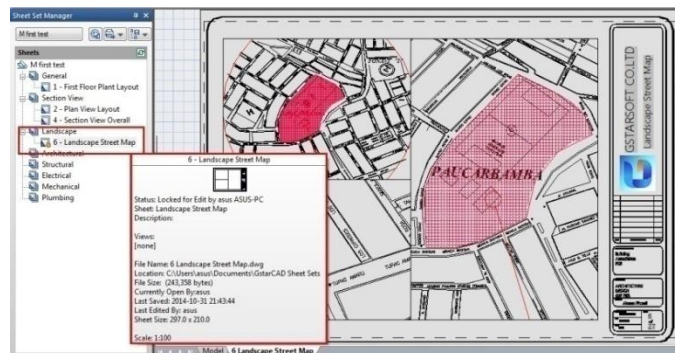 Sheet Set Manager
M first test
Sheets
M first test
General
1 - First Floor Plant Layout
Section View
2 - Plan View Layout
4 - Section View Overall
Landscape
6 - Landscape Street Map
Architectural
Structural
Electrical
Mechanical
Plumbing
6 - Landscape Street Map
Status: Locked for Edit by asus ASUS-PC
Sheet: Landscape Street Map
Description:
Views:
[none]
File Name: 6 Landscape Street Map.dwg
Location: C:\Users\asus\Documents\GstarCAD Sheet Sets
File Size: (243,358 bytes)
Currently Open By:asus
Last Saved: 2014-10-31 21:43:44
Last Edited By: asus
Sheet Size: 297.0 x 210.0
Scale: 1:100
PAUCARBAMBA
GSTARSOFT CO.,LTD
Landscape Street Map
Model
6 Landscape Street Map